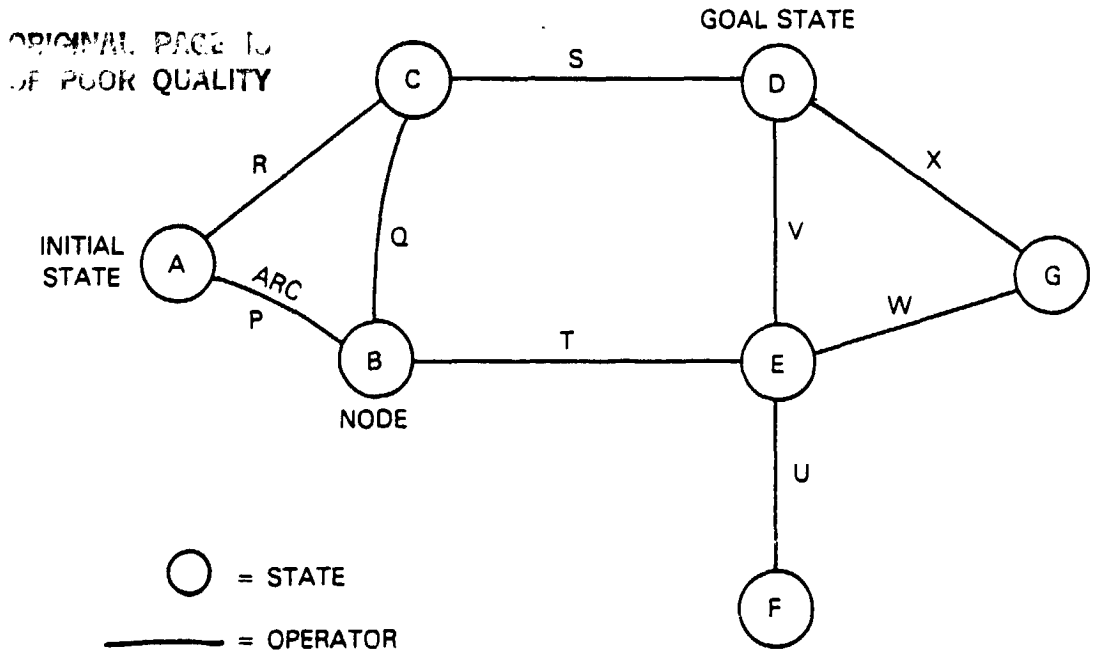 GOAL STATE
ORIGINAL PAGE IS
OF POOR QUALITY
C
S
D
R
X
INITIAL
STATE
A
Q
V
G
ARC
P
W
B
T
E
NODE
U
= STATE
F
= OPERATOR